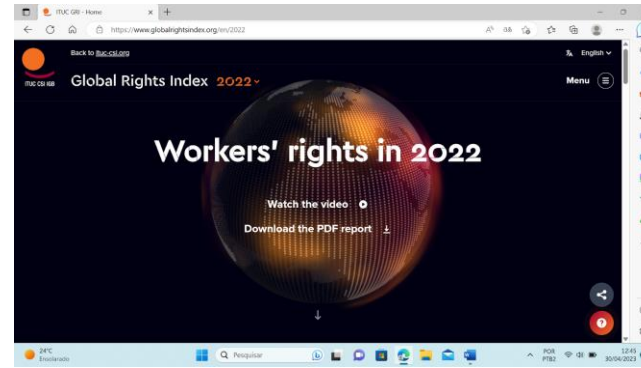 ITUC GRI - Home
https://www.globalrightsindex.org/en/2022
Back to ituc-csi.org
English
ITUC CSI IGB
Global Rights Index 2022
Menu
Workers' rights in 2022
Watch the video
Download the PDF report
24°C
Ensolarado
Pesquisar
POR
PTB2
12:45
30/04/2023